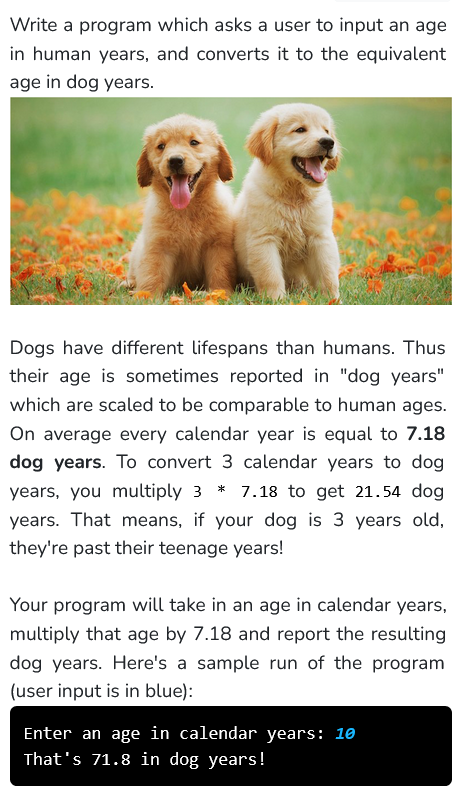 Write a program which asks a user to input an age
in human years, and converts it to the equivalent
age in dog years.
Dogs have different lifespans than humans. Thus
their age is sometimes reported in "dog years"
which are scaled to be comparable to human ages.
On average every calendar year is equal to 7.18
dog years. To convert 3 calendar years to dog
years, you multiply 3 * 7.18 to get 21.54 dog
years. That means, if your dog is 3 years old,
they're past their teenage years!
Your program will take in an age in calendar years,
multiply that age by 7.18 and report the resulting
dog years. Here's a sample run of the program
(user input is in blue):
Enter an age in calendar years: 10
That's 71.8 in dog years!